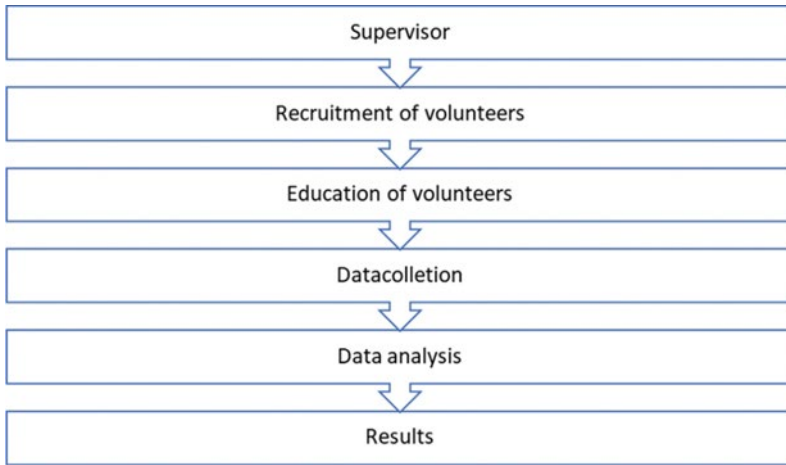 Supervisor
Recruitment of volunteers
Education of volunteers
Datacolletion
Data analysis
Results